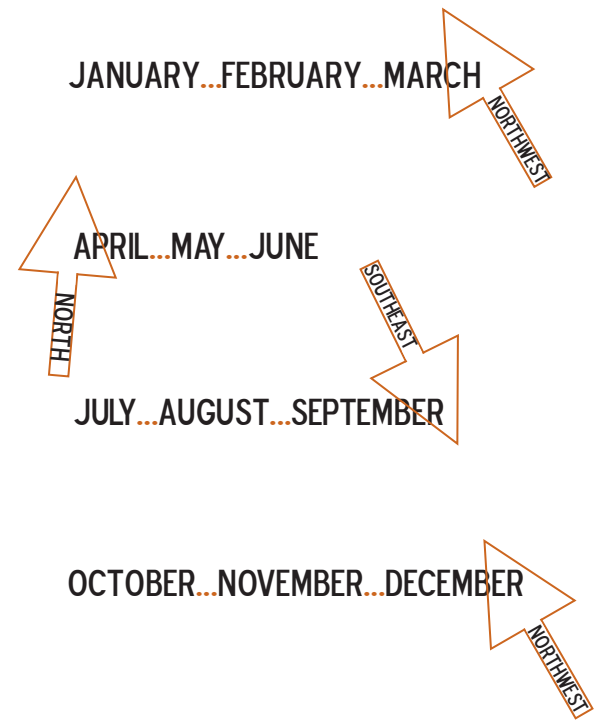 JANUARY...FEBRUARY...MARCH
NORTHWEST
APRIL...MAY...JUNE
NORTH
SOUTHEAST
JULY...AUGUST...SEPTEMBER
OCTOBER...NOVEMBER...DECEMBER
NORTHWEST